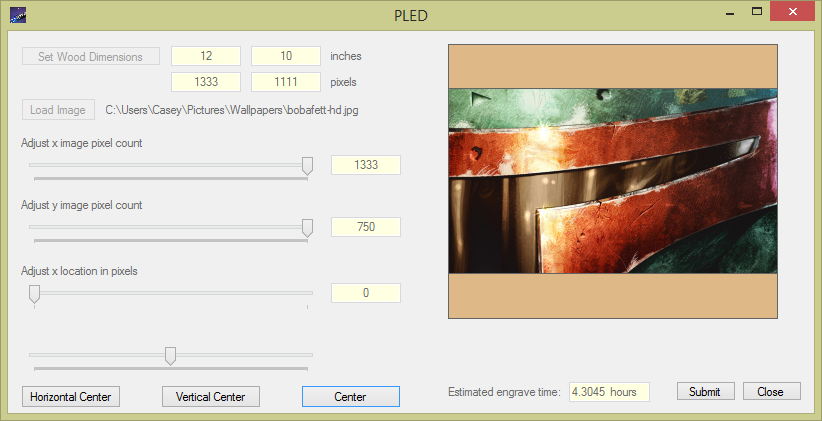 PLED
Set Wood Dimensions 12 10 inches
1333 1111 pixels
Load Image C:\Users\Casey\Pictures\Wallpapers\bobafett-hd.jpg
Adjust x image pixel count
1333
Adjust y image pixel count
750
Adjust x location in pixels
0
Horizontal Center Vertical Center Center
Estimated engrave time: 4.3045 hours Submit Close